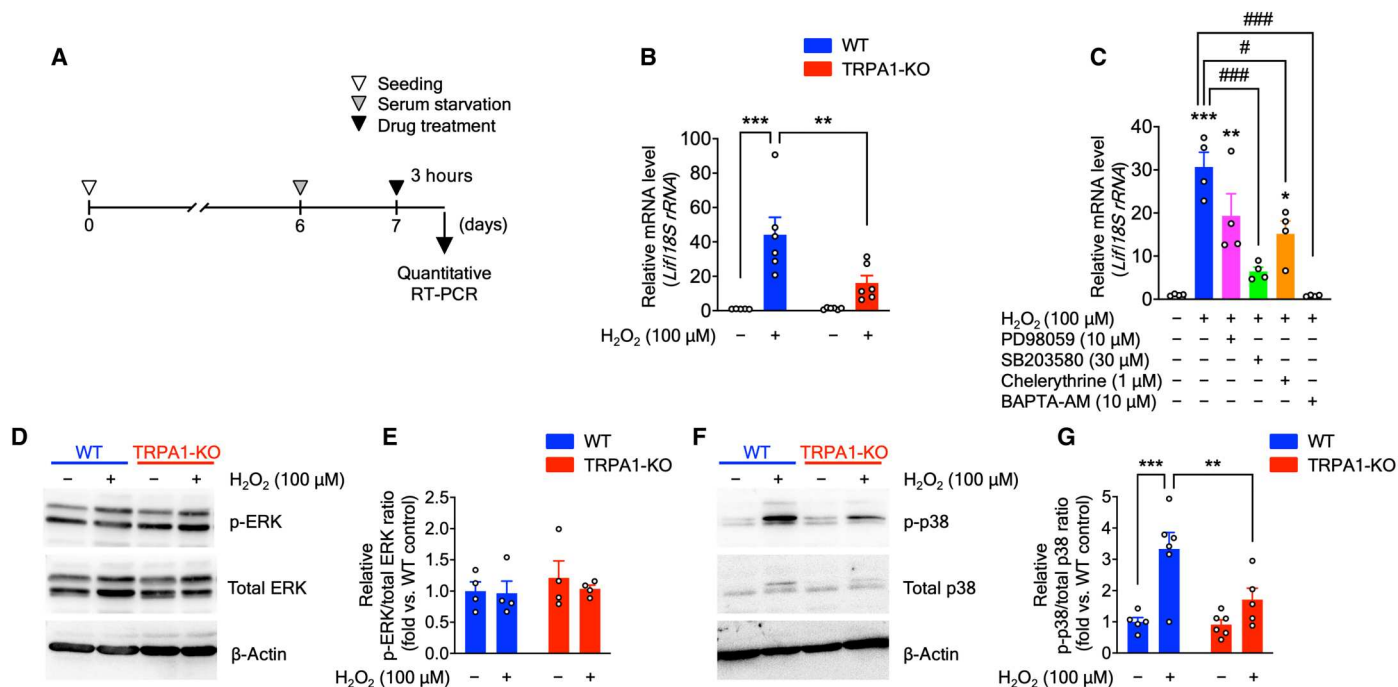 A
Seeding
Serum starvation
Drug treatment
3 hours
0
6
7
(days)
Quantitative
RT-PCR
B
WT
TRPA1-KO
Relative mRNA level
(Lif/18S rRNA)
100
80
60
40
20
0
***
**
H₂O₂ (100 μM)
– + – +
C
###
#
###
***
**
*
Relative mRNA level
(Lif/18S rRNA)
40
30
20
10
0
H₂O₂ (100 μM) – + + + + +
PD98059 (10 μM) – – + – – –
SB203580 (30 μM) – – – + – –
Chelerythrine (1 μM) – – – – + –
BAPTA-AM (10 μM) – – – – – +
D
WT TRPA1-KO
– + – + H₂O₂ (100 μM)
p-ERK
Total ERK
β-Actin
E
WT
TRPA1-KO
Relative
p-ERK/total ERK ratio
(fold vs. WT control)
2.5
2.0
1.5
1.0
0.5
0.0
H₂O₂ (100 μM) – + – +
F
WT TRPA1-KO
– + – + H₂O₂ (100 μM)
p-p38
Total p38
β-Actin
G
WT
TRPA1-KO
Relative
p-p38/total p38 ratio
(fold vs. WT control)
5
4
3
2
1
0
***
**
H₂O₂ (100 μM) – + – +